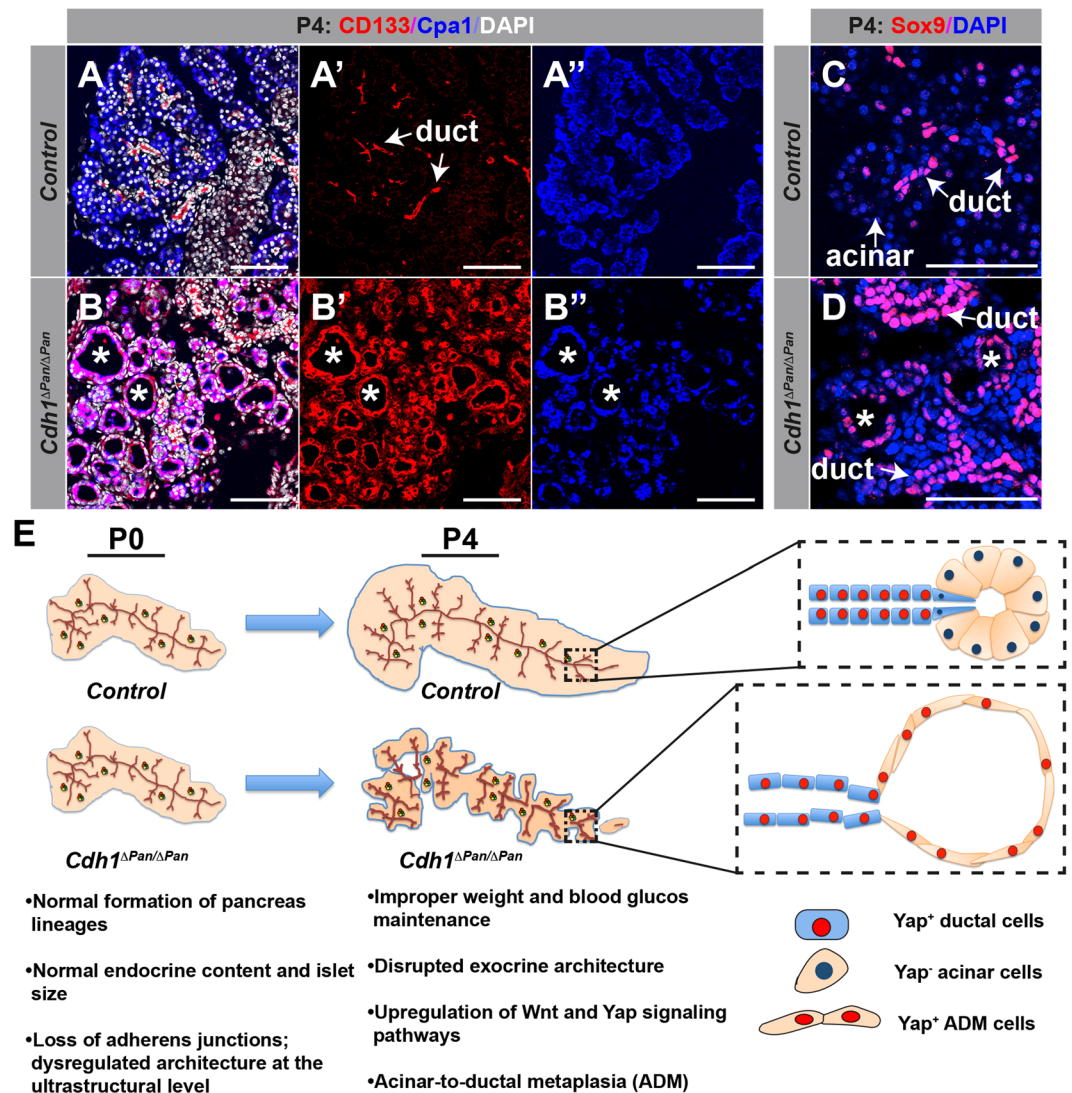 P4: CD133/Cpa1/DAPI
P4: Sox9/DAPI
Control
A
A’
duct
A’’
Control
C
duct
acinar
Cdh1ΔPan/ΔPan
B
*
*
B’
*
*
B’’
*
*
Cdh1ΔPan/ΔPan
D
duct
*
*
duct
E
P0
P4
Control
Control
Cdh1ΔPan/ΔPan
Cdh1ΔPan/ΔPan
•Normal formation of pancreas
lineages
•Normal endocrine content and islet
size
•Loss of adherens junctions;
dysregulated architecture at the
ultrastructural level
•Improper weight and blood glucos
maintenance
•Disrupted exocrine architecture
•Upregulation of Wnt and Yap signaling
pathways
•Acinar-to-ductal metaplasia (ADM)
Yap+ ductal cells
Yap- acinar cells
Yap+ ADM cells